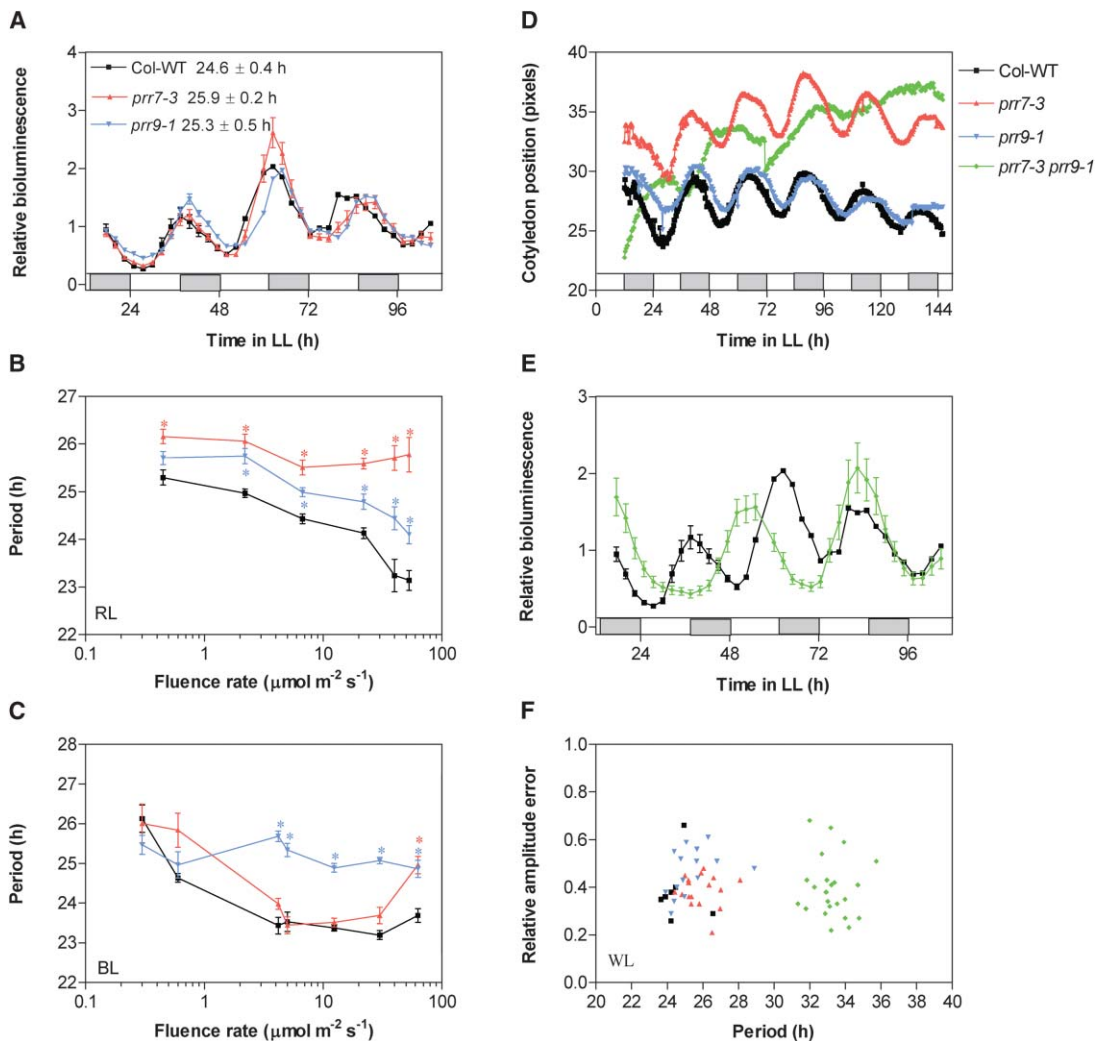 A
Relative bioluminescence
4
3
2
1
0
Col-WT 24.6 ± 0.4 h
prr7-3 25.9 ± 0.2 h
prr9-1 25.3 ± 0.5 h
24 48 72 96
Time in LL (h)
D
Cotyledon position (pixels)
40
35
30
25
20
0 24 48 72 96 120 144
Time in LL (h)
Col-WT
prr7-3
prr9-1
prr7-3 prr9-1
B
Period (h)
27
26
25
24
23
22
* * * * * *
* * * * *
RL
0.1 1 10 100
Fluence rate (μmol m⁻² s⁻¹)
E
Relative bioluminescence
3
2
1
0
24 48 72 96
Time in LL (h)
C
Period (h)
28
27
26
25
24
23
22
* * * * * *
*
BL
0.1 1 10 100
Fluence rate (μmol m⁻² s⁻¹)
F
Relative amplitude error
1.0
0.8
0.6
0.4
0.2
0.0
WL
20 22 24 26 28 30 32 34 36 38 40
Period (h)